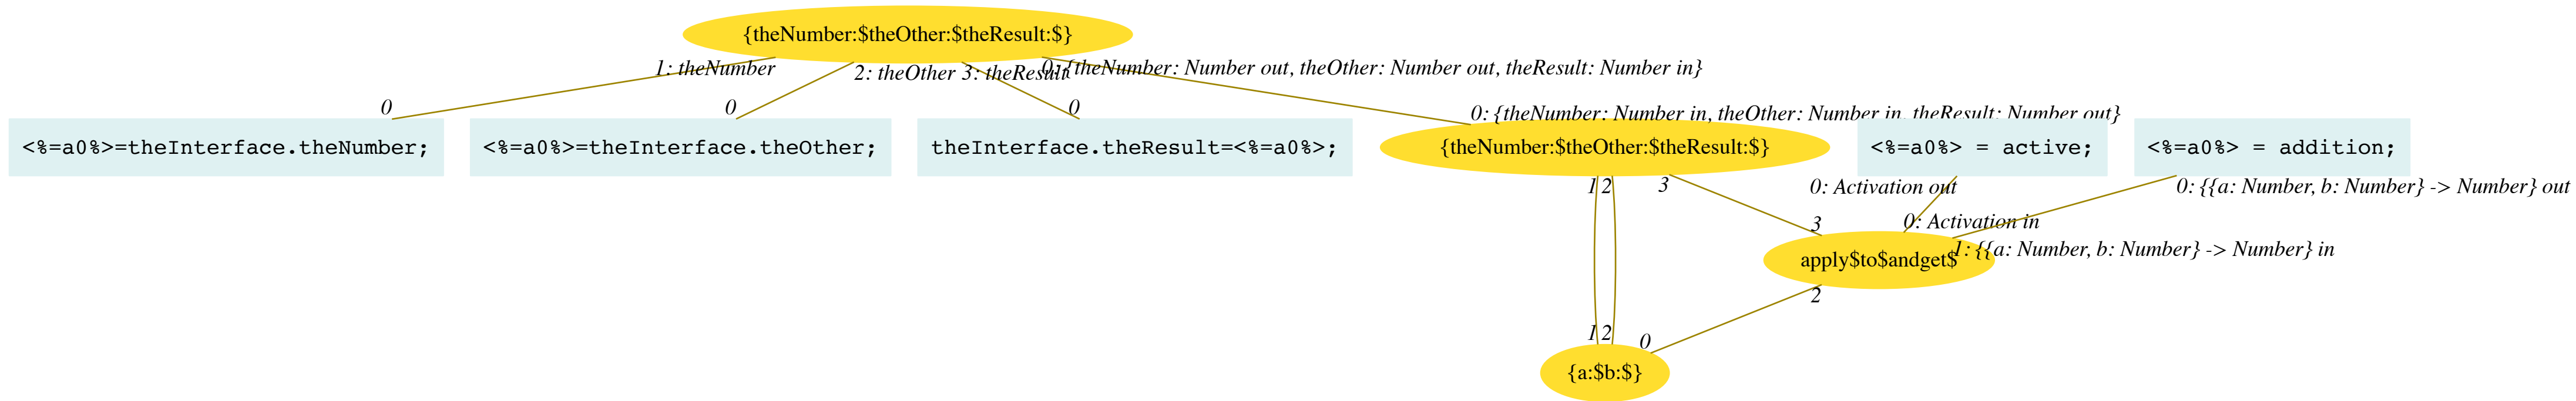 {theNumber:$theOther:$theResult:$}
1: theNumber
2: theOther
3: theResult
0: {theNumber: Number out, theOther: Number out, theResult: Number in}
0
0
0
0: {theNumber: Number in, theOther: Number in, theResult: Number out}
<%=a0%>=theInterface.theNumber;
<%=a0%>=theInterface.theOther;
theInterface.theResult=<%=a0%>;
{theNumber:$theOther:$theResult:$}
<%=a0%> = active;
<%=a0%> = addition;
1
2
3
0: Activation out
0: {{a: Number, b: Number} -> Number} out
3
0: Activation in
1: {{a: Number, b: Number} -> Number} in
apply$to$andget$
2
1
2
0
{a:$b:$}